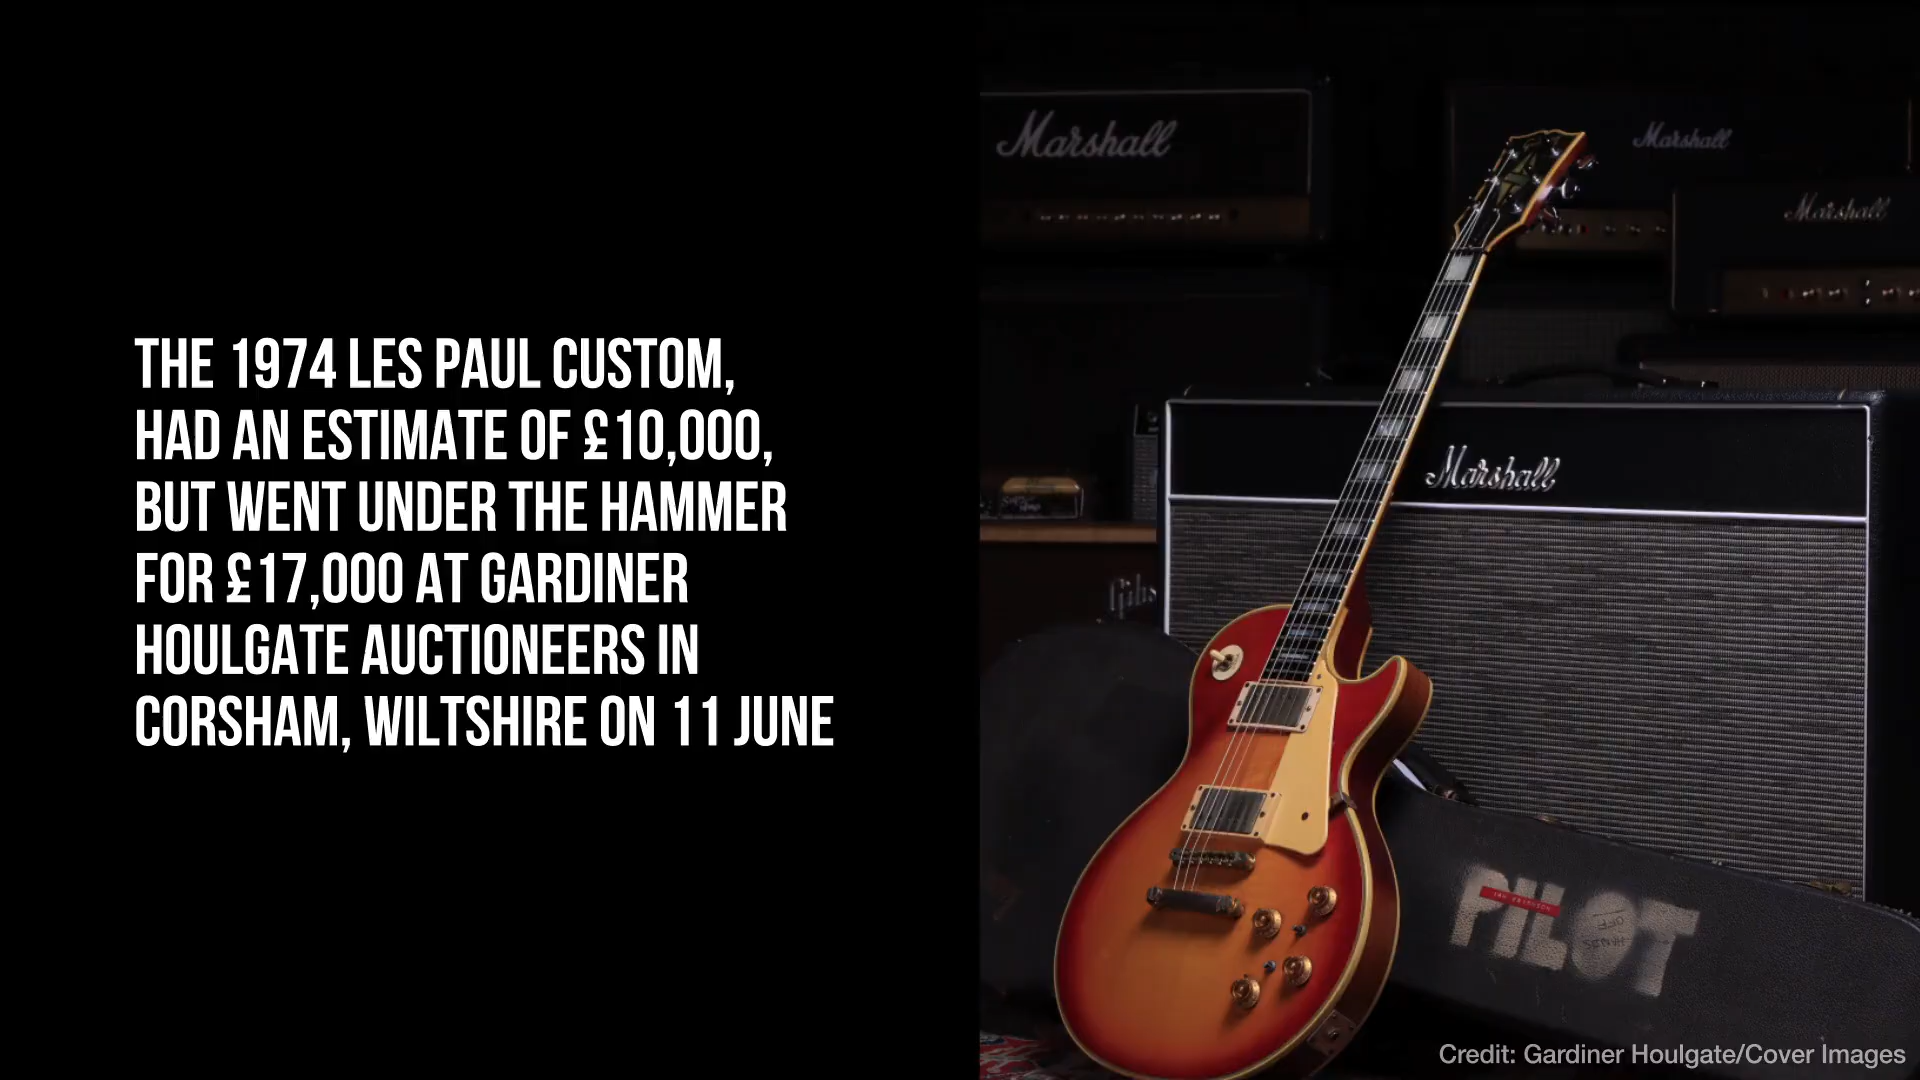 THE 1974 LES PAUL CUSTOM,
HAD AN ESTIMATE OF £10,000,
BUT WENT UNDER THE HAMMER
FOR £17,000 AT GARDINER
HOULGATE AUCTIONEERS IN
CORSHAM, WILTSHIRE ON 11 JUNE
Marshall
Marshall
Marshall
Marshall
PILOT
HANDS
OFF
Credit: Gardiner Houlgate/Cover Images